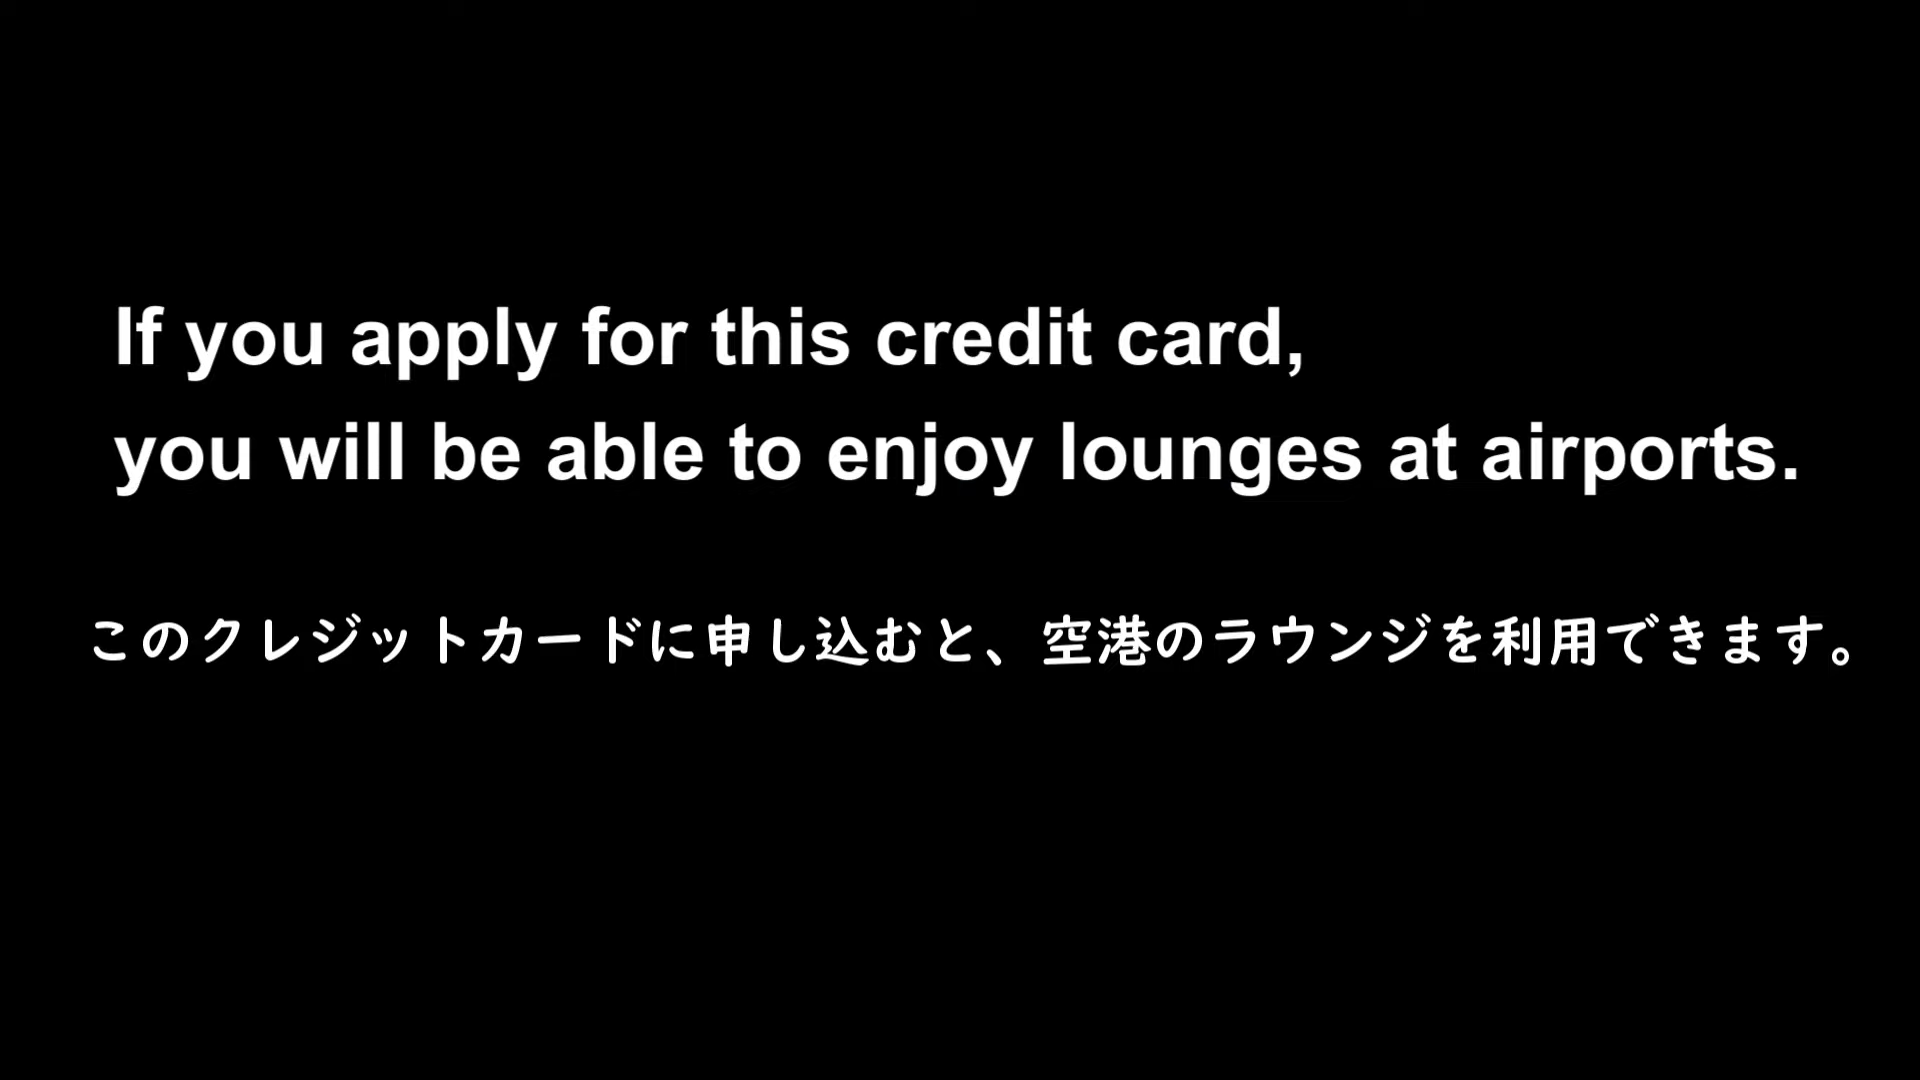 If you apply for this credit card,
you will be able to enjoy lounges at airports.
このクレジットカードに申し込むと、空港のラウンジを利用できます。